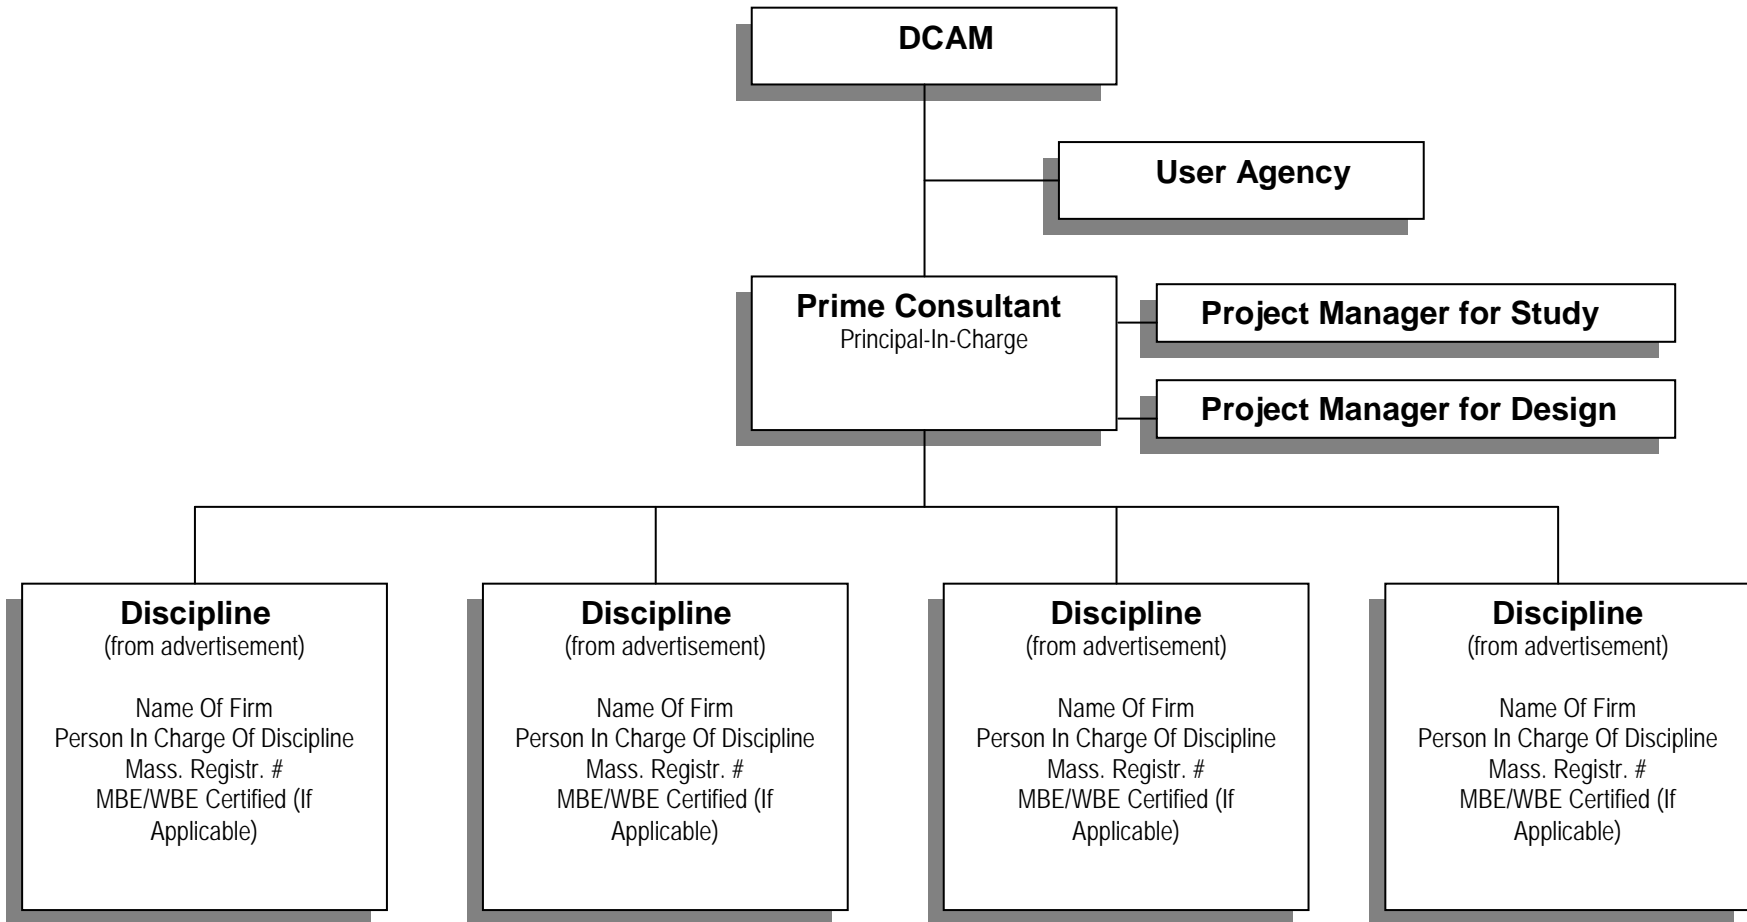 DCAM
User Agency
Prime Consultant
Principal-In-Charge
Project Manager for Study
Project Manager for Design
Discipline
(from advertisement)
Name Of Firm
Person In Charge Of Discipline
Mass. Registr. #
MBE/WBE Certified (If
Applicable)
Discipline
(from advertisement)
Name Of Firm
Person In Charge Of Discipline
Mass. Registr. #
MBE/WBE Certified (If
Applicable)
Discipline
(from advertisement)
Name Of Firm
Person In Charge Of Discipline
Mass. Registr. #
MBE/WBE Certified (If
Applicable)
Discipline
(from advertisement)
Name Of Firm
Person In Charge Of Discipline
Mass. Registr. #
MBE/WBE Certified (If
Applicable)